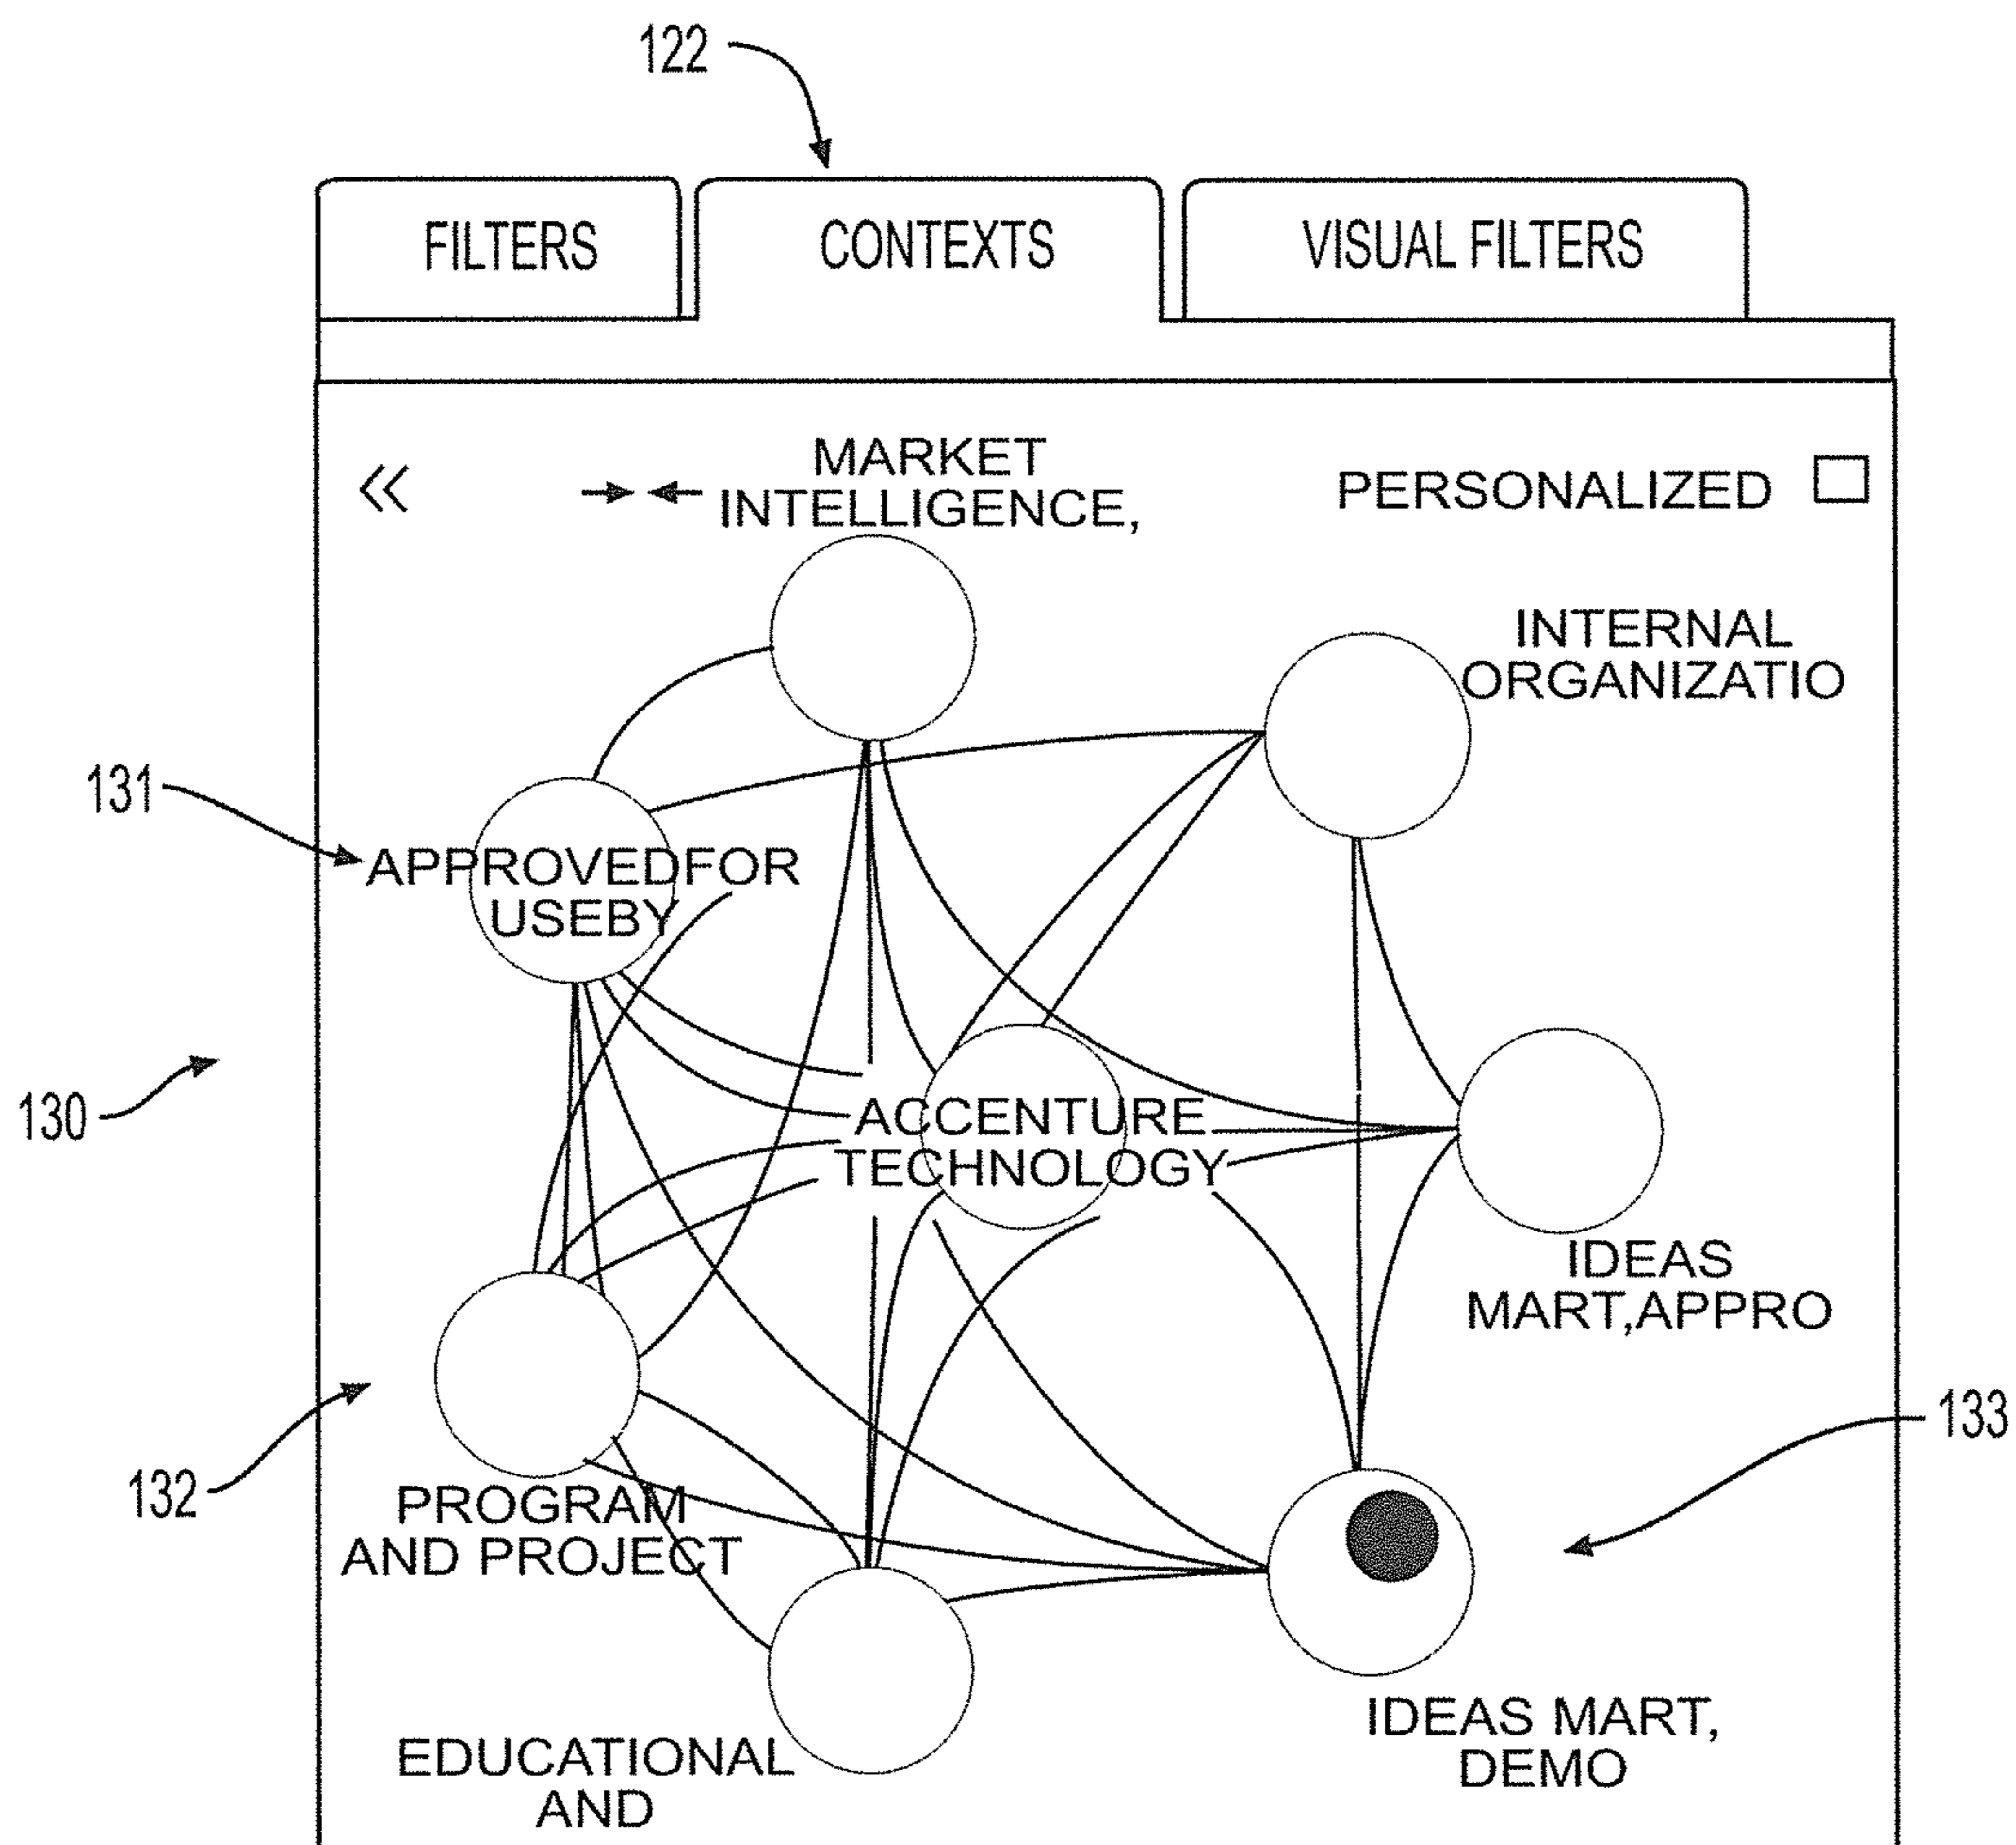 122
FILTERS
CONTEXTS
VISUAL FILTERS
«
MARKET
INTELLIGENCE,
PERSONALIZED
INTERNAL
ORGANIZATIO
131
APPROVEDFOR
USEBY
130
ACCENTURE
TECHNOLOGY
IDEAS
MART,APPRO
132
133
PROGRAM
AND PROJECT
IDEAS MART,
DEMO
EDUCATIONAL
AND